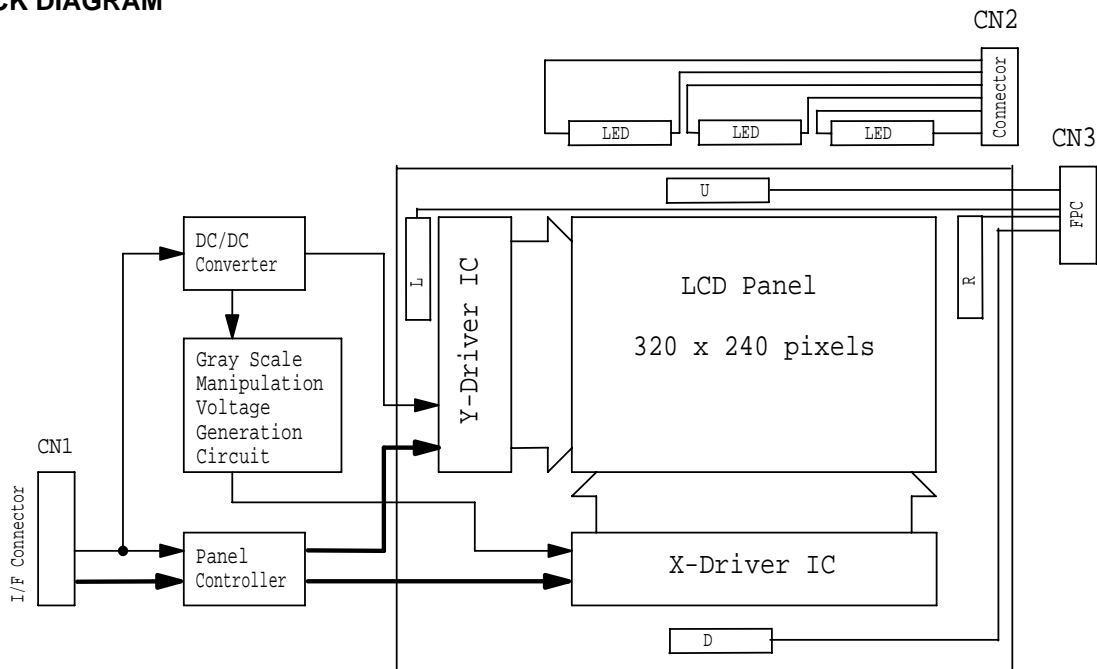 CK DIAGRAM
CN2
Connector
LED
LED
LED
CN3
FPC
U
L
R
DC/DC
Converter
Y-Driver IC
LCD Panel
320 x 240 pixels
Gray Scale
Manipulation
Voltage
Generation
Circuit
CN1
I/F Connector
Panel
Controller
X-Driver IC
D